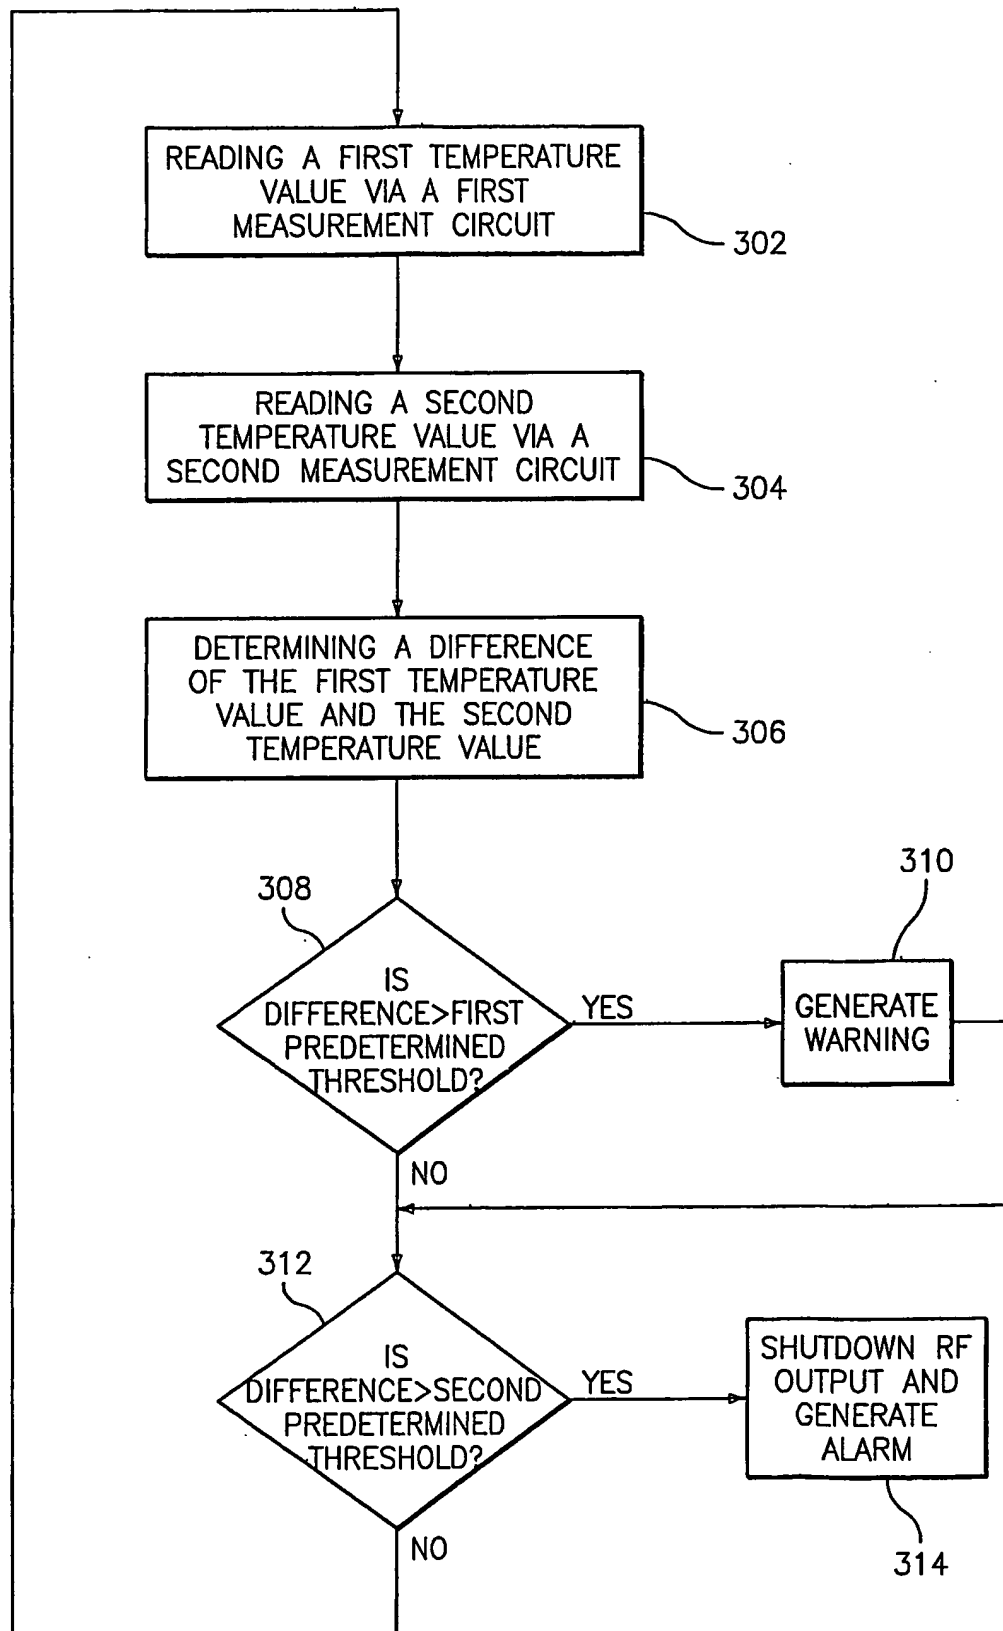 READING A FIRST TEMPERATURE
VALUE VIA A FIRST
MEASUREMENT CIRCUIT
302
READING A SECOND
TEMPERATURE VALUE VIA A
SECOND MEASUREMENT CIRCUIT
304
DETERMINING A DIFFERENCE
OF THE FIRST TEMPERATURE
VALUE AND THE SECOND
TEMPERATURE VALUE
306
308
IS
DIFFERENCE>FIRST
PREDETERMINED
THRESHOLD?
YES
310
GENERATE
WARNING
NO
312
IS
DIFFERENCE>SECOND
PREDETERMINED
THRESHOLD?
YES
SHUTDOWN RF
OUTPUT AND
GENERATE
ALARM
314
NO